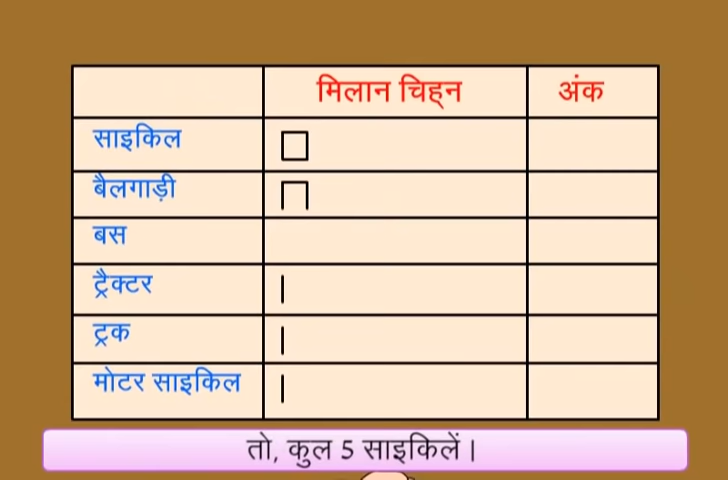 मिलान चिह्न अंक
साइकिल
बैलगाड़ी
बस
ट्रैक्टर
ट्रक
मोटर साइकिल
तो, कुल 5 साइकिलें।